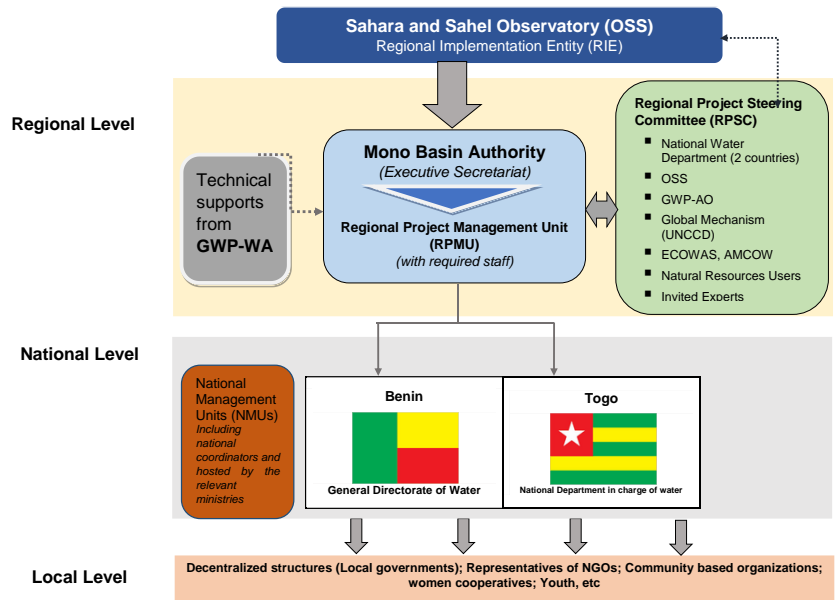 Sahara and Sahel Observatory (OSS)
Regional Implementation Entity (RIE)
Regional Level
Technical
supports
from
GWP-WA
Mono Basin Authority
(Executive Secretariat)
Regional Project Management Unit
(RPMU)
(with required staff)
Regional Project Steering
Committee (RPSC)
National Water
Department (2 countries)
OSS
GWP-AO
Global Mechanism
(UNCCD)
ECOWAS, AMCOW
Natural Resources Users
Invited Experts
National Level
National
Management
Units (NMUs)
Including
national
coordinators and
hosted by the
relevant
ministries
Benin
General Directorate of Water
Togo
National Department in charge of water
Local Level
Decentralized structures (Local governments); Representatives of NGOs; Community based organizations;
women cooperatives; Youth, etc